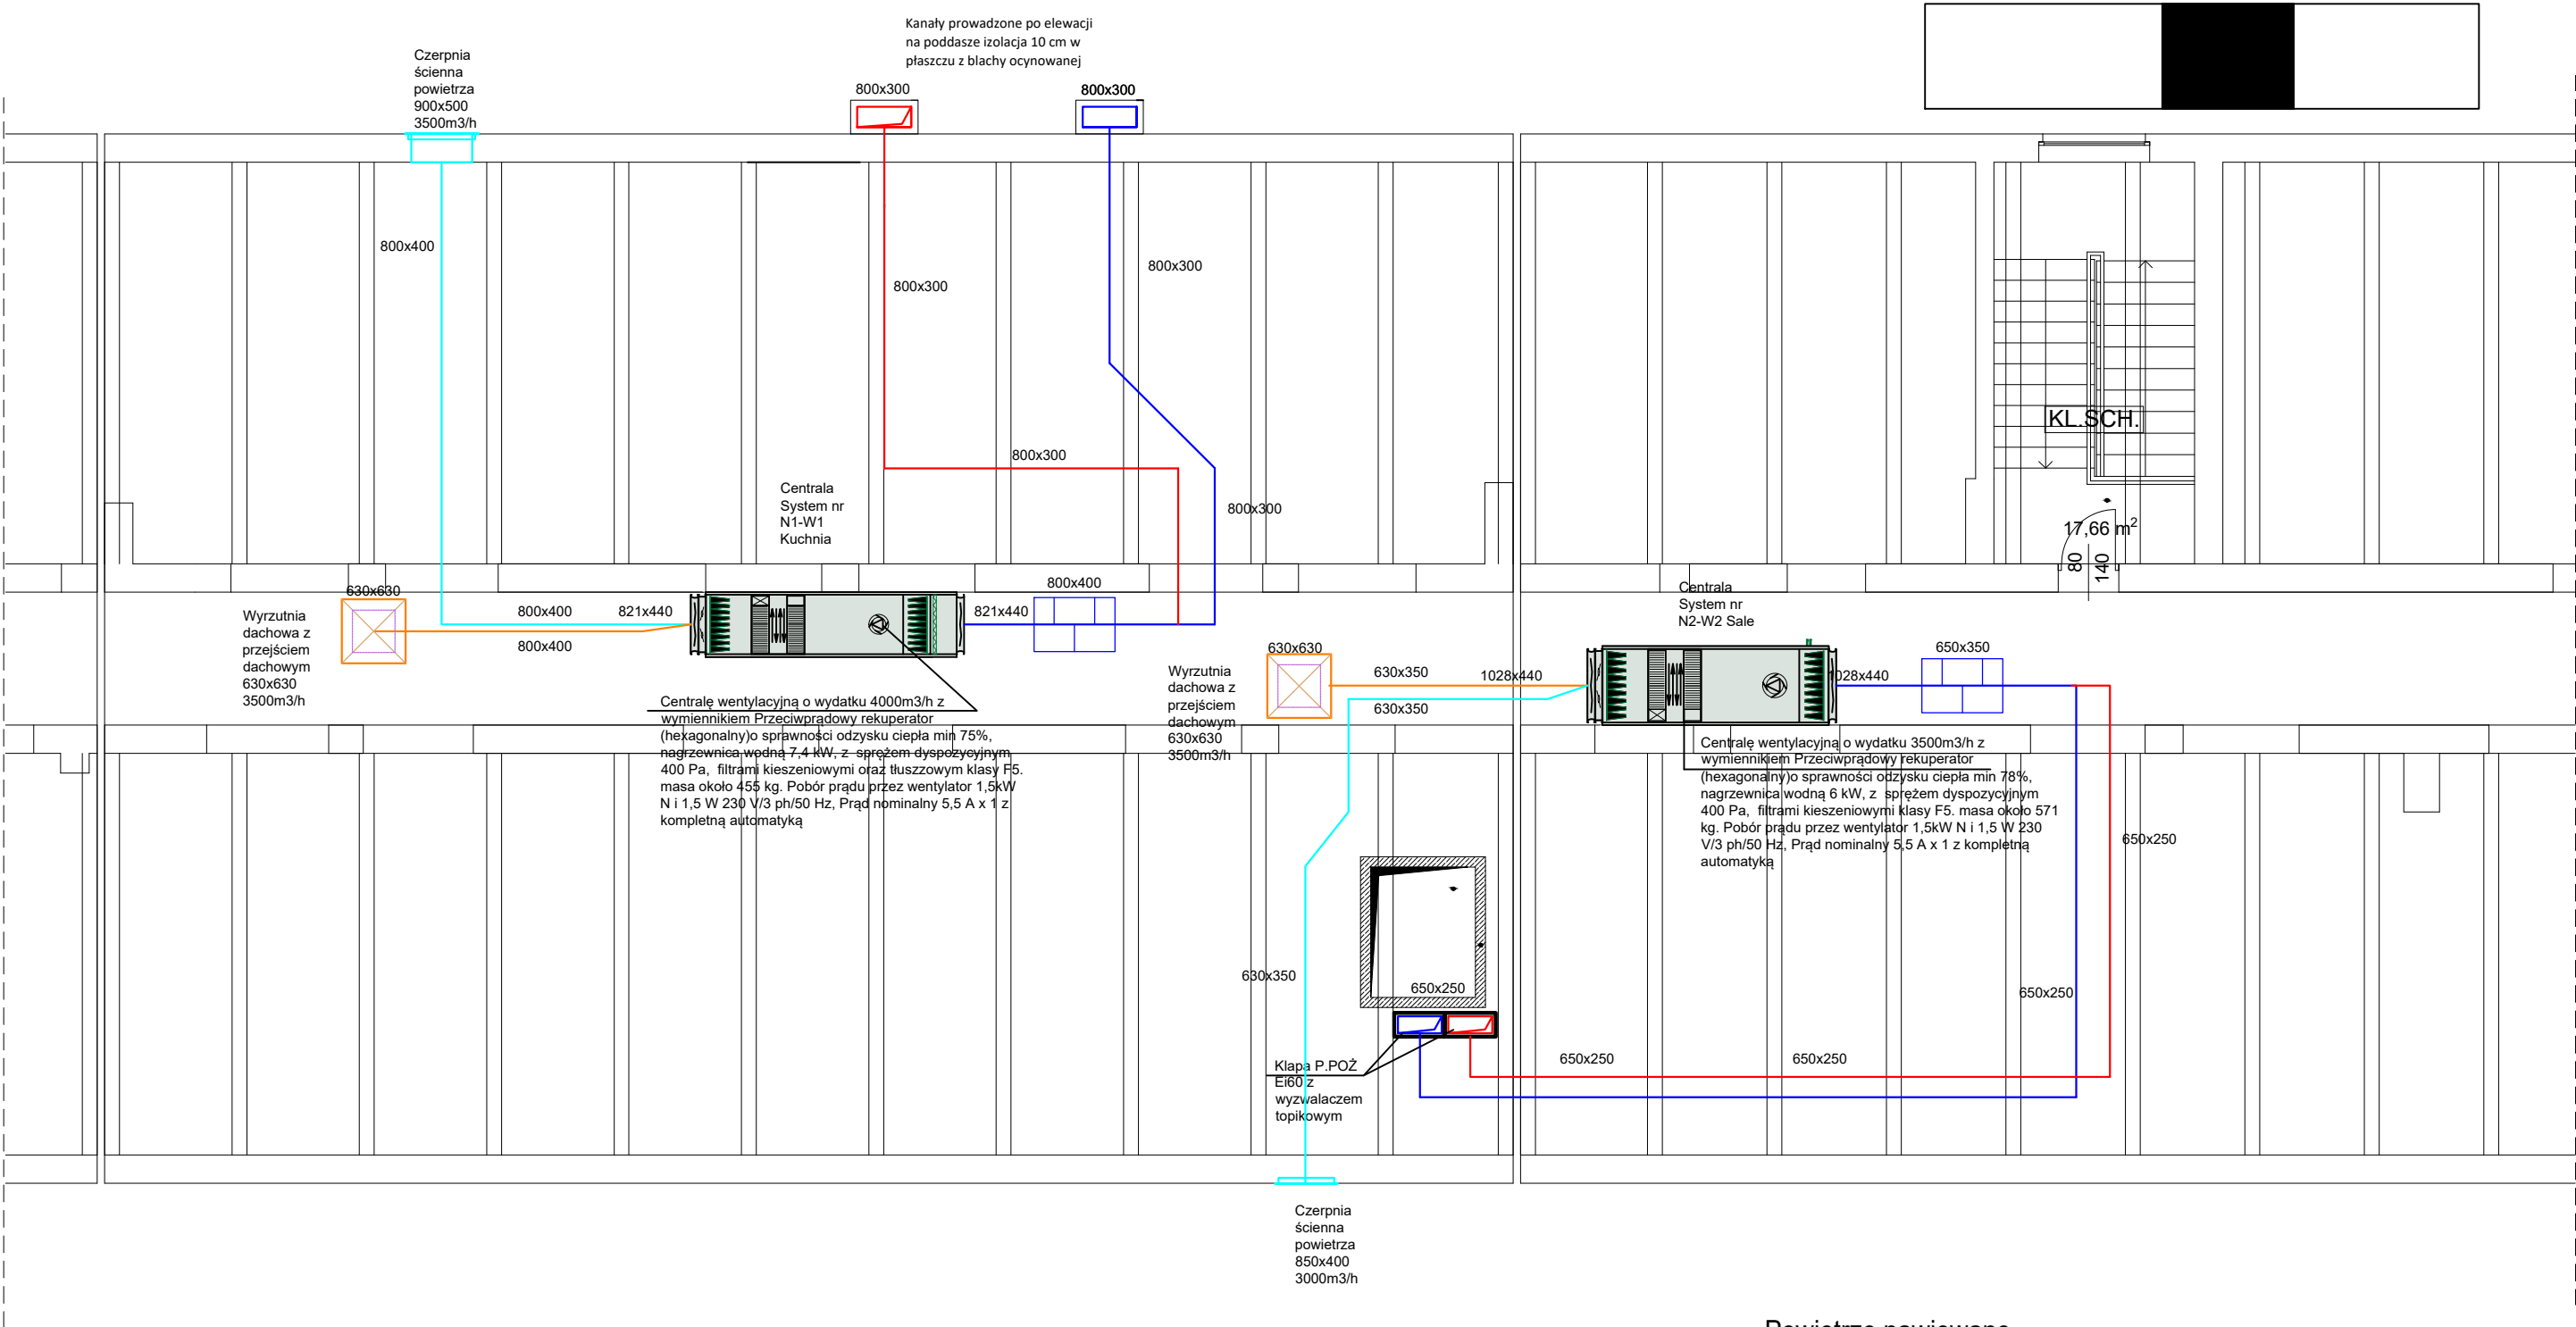 Kanały prowadzone po elewacji
na poddasze izolacja 10 cm w
płaszczu z blachy ocynowanej
Czerpnia
ścienna
powietrza
900x500
3500m3/h
800x300
800x300
800x400
800x300
800x300
800x300
800x300
KL.SCH.
17,66 m²
80
140
Centrala
System nr
N1-W1
Kuchnia
630x630
Wyrzutnia
dachowa z
przejściem
dachowym
630x630
3500m3/h
800x400
821x440
800x400
821x440
800x400
Centrala
System nr
N2-W2 Sale
630x630
Wyrzutnia
dachowa z
przejściem
dachowym
630x630
3500m3/h
630x350
1028x440
630x350
1028x440
650x350
Centralę wentylacyjną o wydatku 4000m3/h z
wymiennikiem Przeciwprądowy rekuperator
(hexagonalny)o sprawności odzysku ciepła min 75%,
nagrzewnica wodną 7,4 kW, z sprężem dyspozycyjnym
400 Pa, filtrami kieszeniowymi oraz tłuszzowym klasy F5.
masa około 455 kg. Pobór prądu przez wentylator 1,5kW
N i 1,5 W 230 V/3 ph/50 Hz, Prąd nominalny 5,5 A x 1 z
kompletną automatyką
Centralę wentylacyjną o wydatku 3500m3/h z
wymiennikiem Przeciwprądowy rekuperator
(hexagonalny)o sprawności odzysku ciepła min 78%,
nagrzewnica wodną 6 kW, z sprężem dyspozycyjnym
400 Pa, filtrami kieszeniowymi klasy F5. masa około 571
kg. Pobór prądu przez wentylator 1,5kW N i 1,5 W 230
V/3 ph/50 Hz, Prąd nominalny 5,5 A x 1 z kompletną
automatyką
650x250
630x350
650x250
650x250
Klapa P.POŻ
Ei60 z
wyzwalaczem
topikowym
650x250
650x250
Czerpnia
ścienna
powietrza
850x400
3000m3/h
Powietrze nawiewane